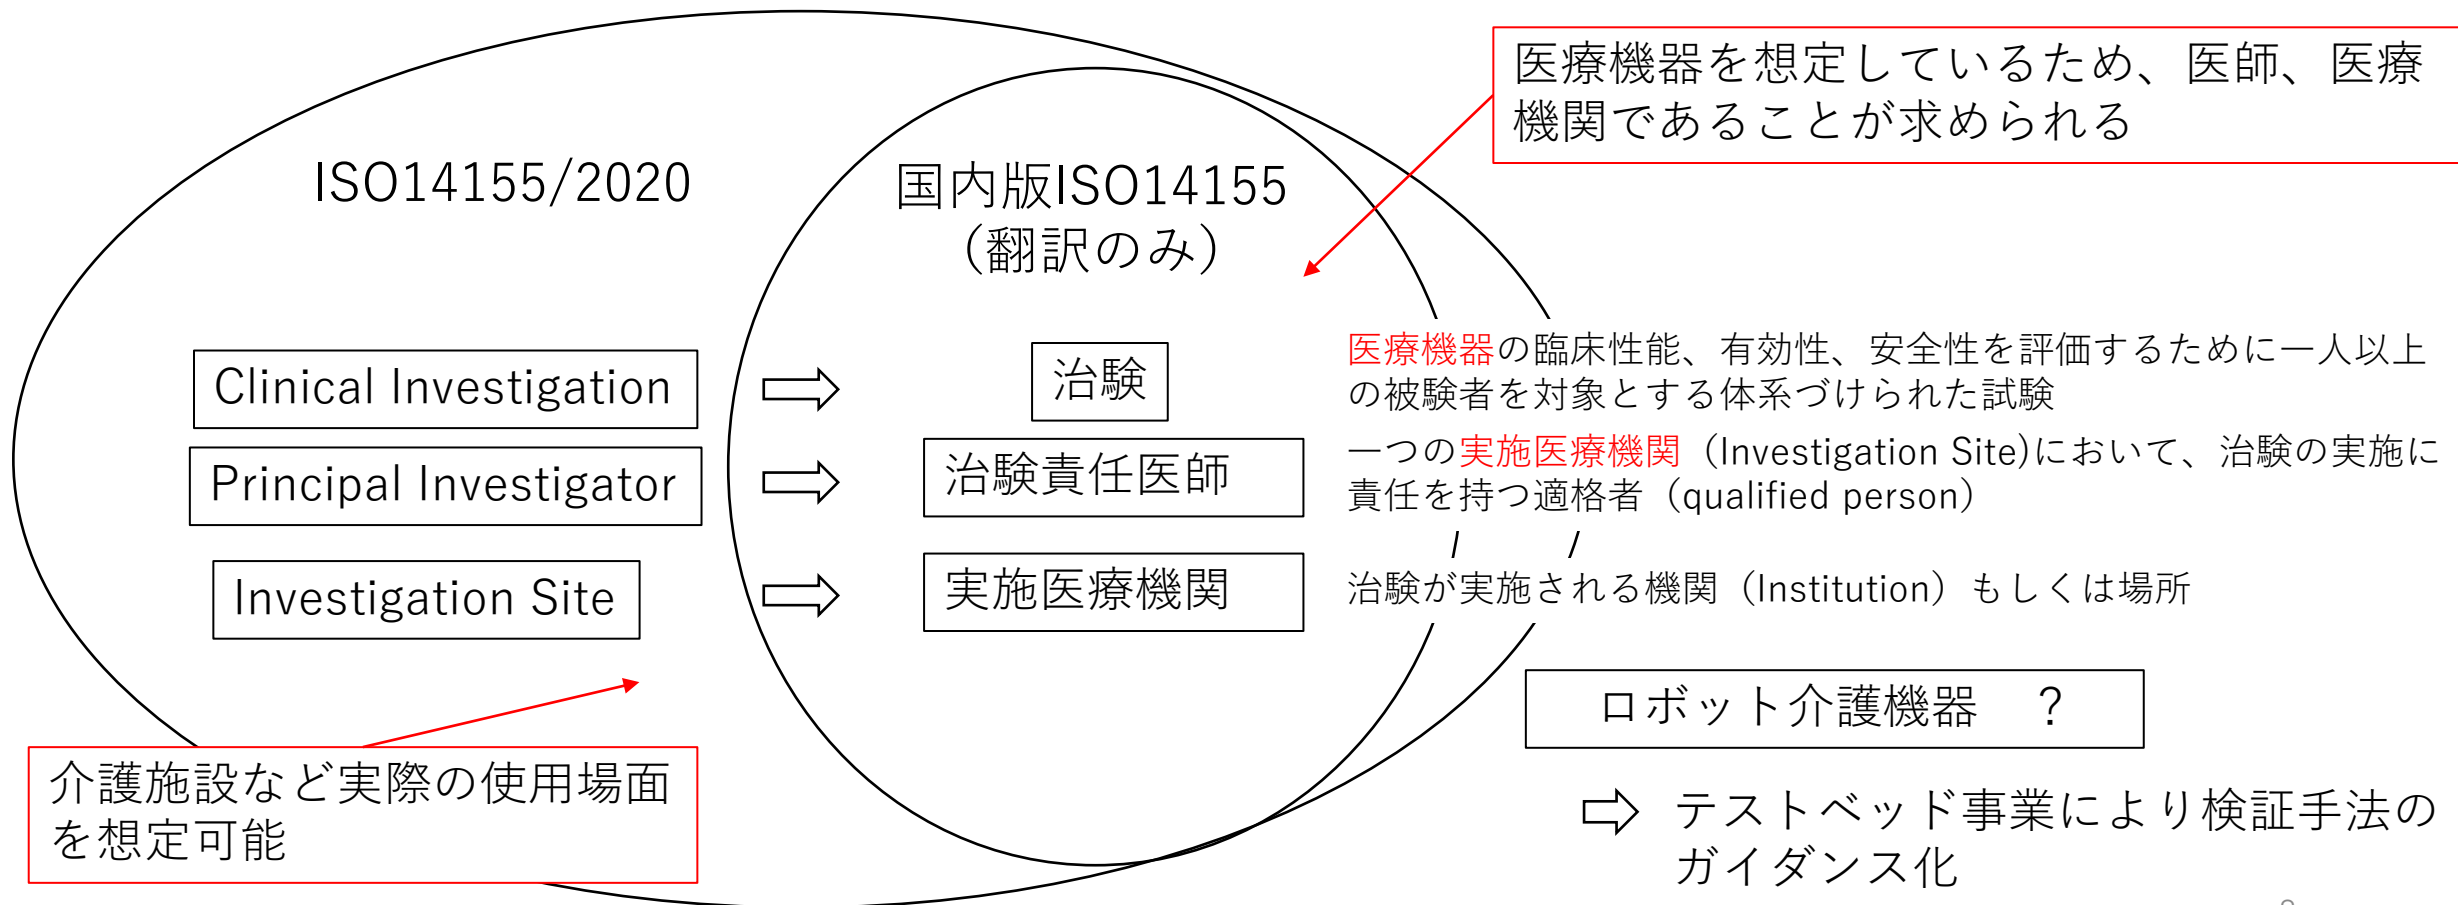 医療機器を想定しているため、医師、医療
機関であることが求められる
ISO14155/2020
国内版ISO14155
(翻訳のみ)
Clinical Investigation
治験
医療機器の臨床性能、有効性、安全性を評価するために一人以上
の被験者を対象とする体系づけられた試験
Principal Investigator
治験責任医師
一つの実施医療機関（Investigation Site)において、治験の実施に
責任を持つ適格者（qualified person）
Investigation Site
実施医療機関
治験が実施される機関（Institution）もしくは場所
ロボット介護機器　？
介護施設など実際の使用場面
を想定可能
テストベッド事業により検証手法の
ガイダンス化